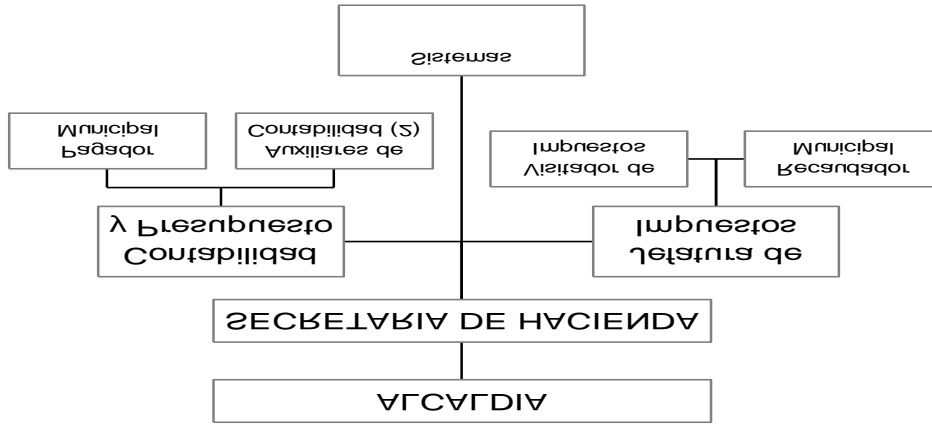 ALCALDIA
SECRETARIA DE HACIENDA
Contabilidad
y Presupuesto
Jefatura de
Impuestos
Pagador
Municipal
Auxiliares de
Contabilidad (2)
Visitador de
Impuestos
Recaudador
Municipal
Sistemas